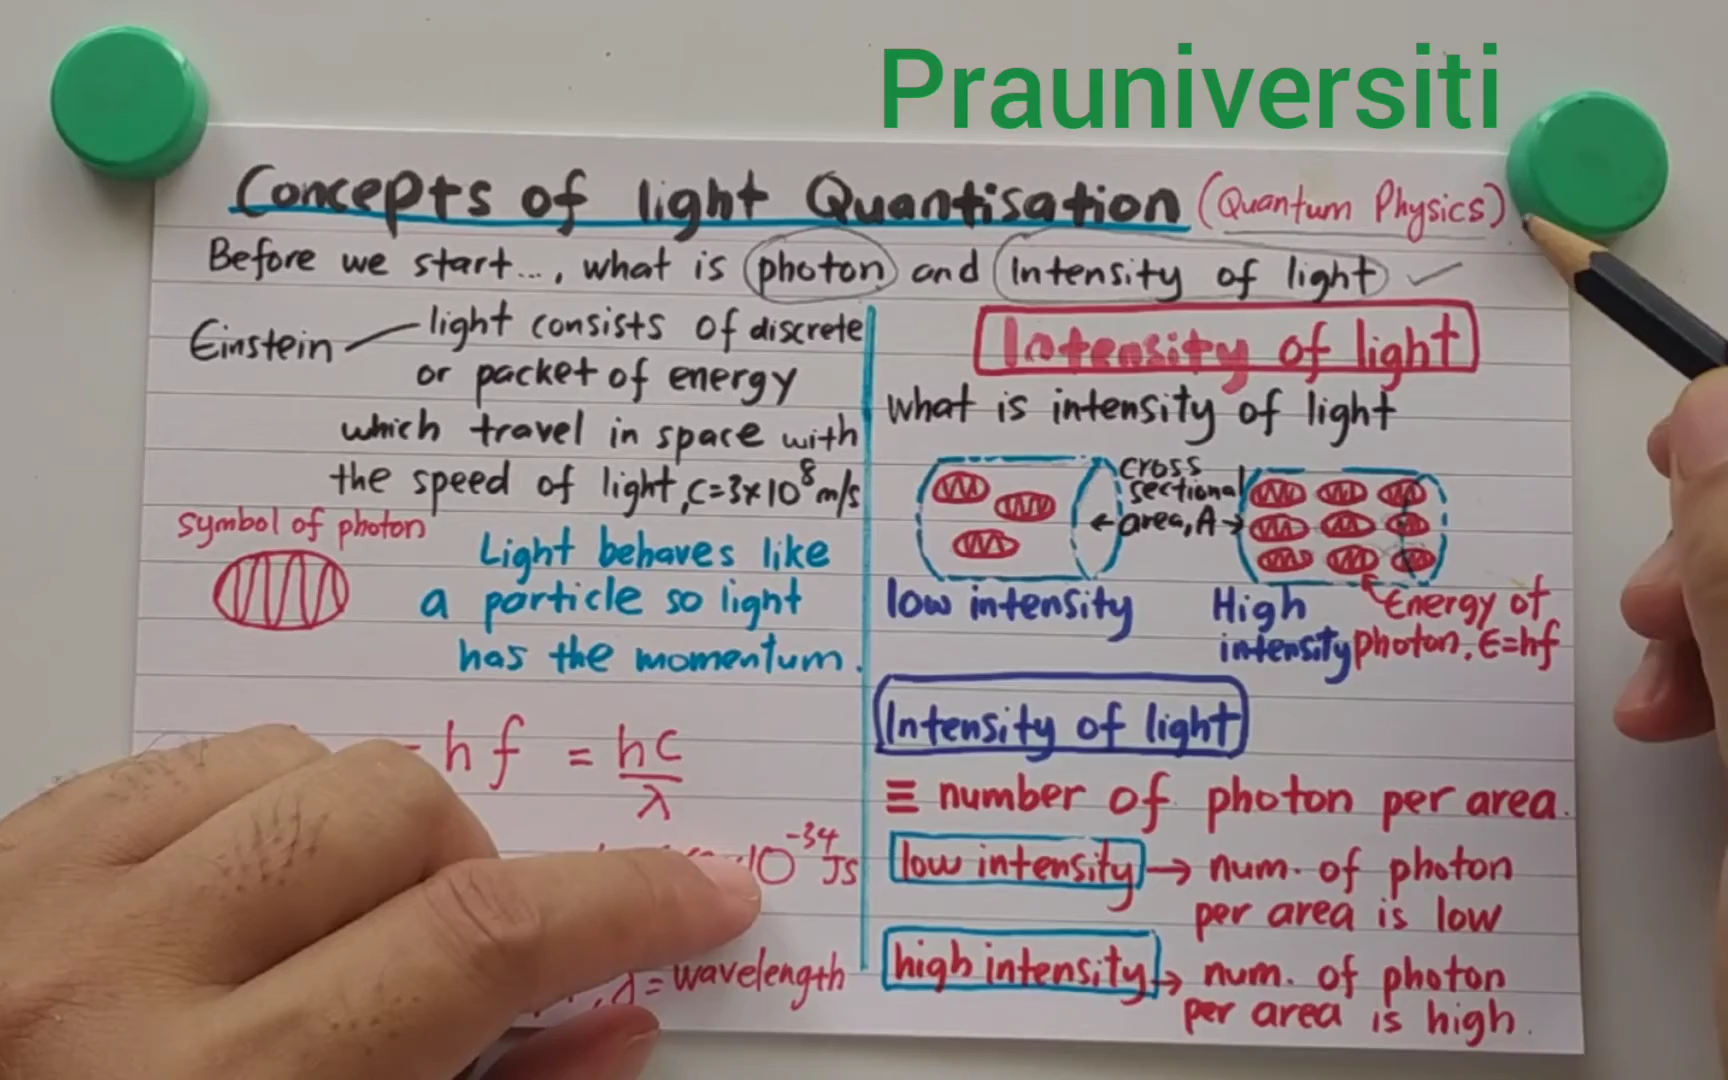 Prauniversiti
Concepts of light Quantisation (Quantum Physics)
Before we start..., what is photon and Intensity of light ✓
Einstein — light consists of discrete
or packet of energy
which travel in space with
the speed of light, c=3x10⁸m/s
symbol of photon
Light behaves like
a particle so light
has the momentum.
hf = hc/λ
10⁻³⁴Js
λ = wavelength
Intensity of light
what is intensity of light
cross
sectional
←area, A→
low intensity
High
intensity
Energy of
photon, E=hf
Intensity of light
≡ number of photon per area.
low intensity → num. of photon
per area is low
high intensity → num. of photon
per area is high.